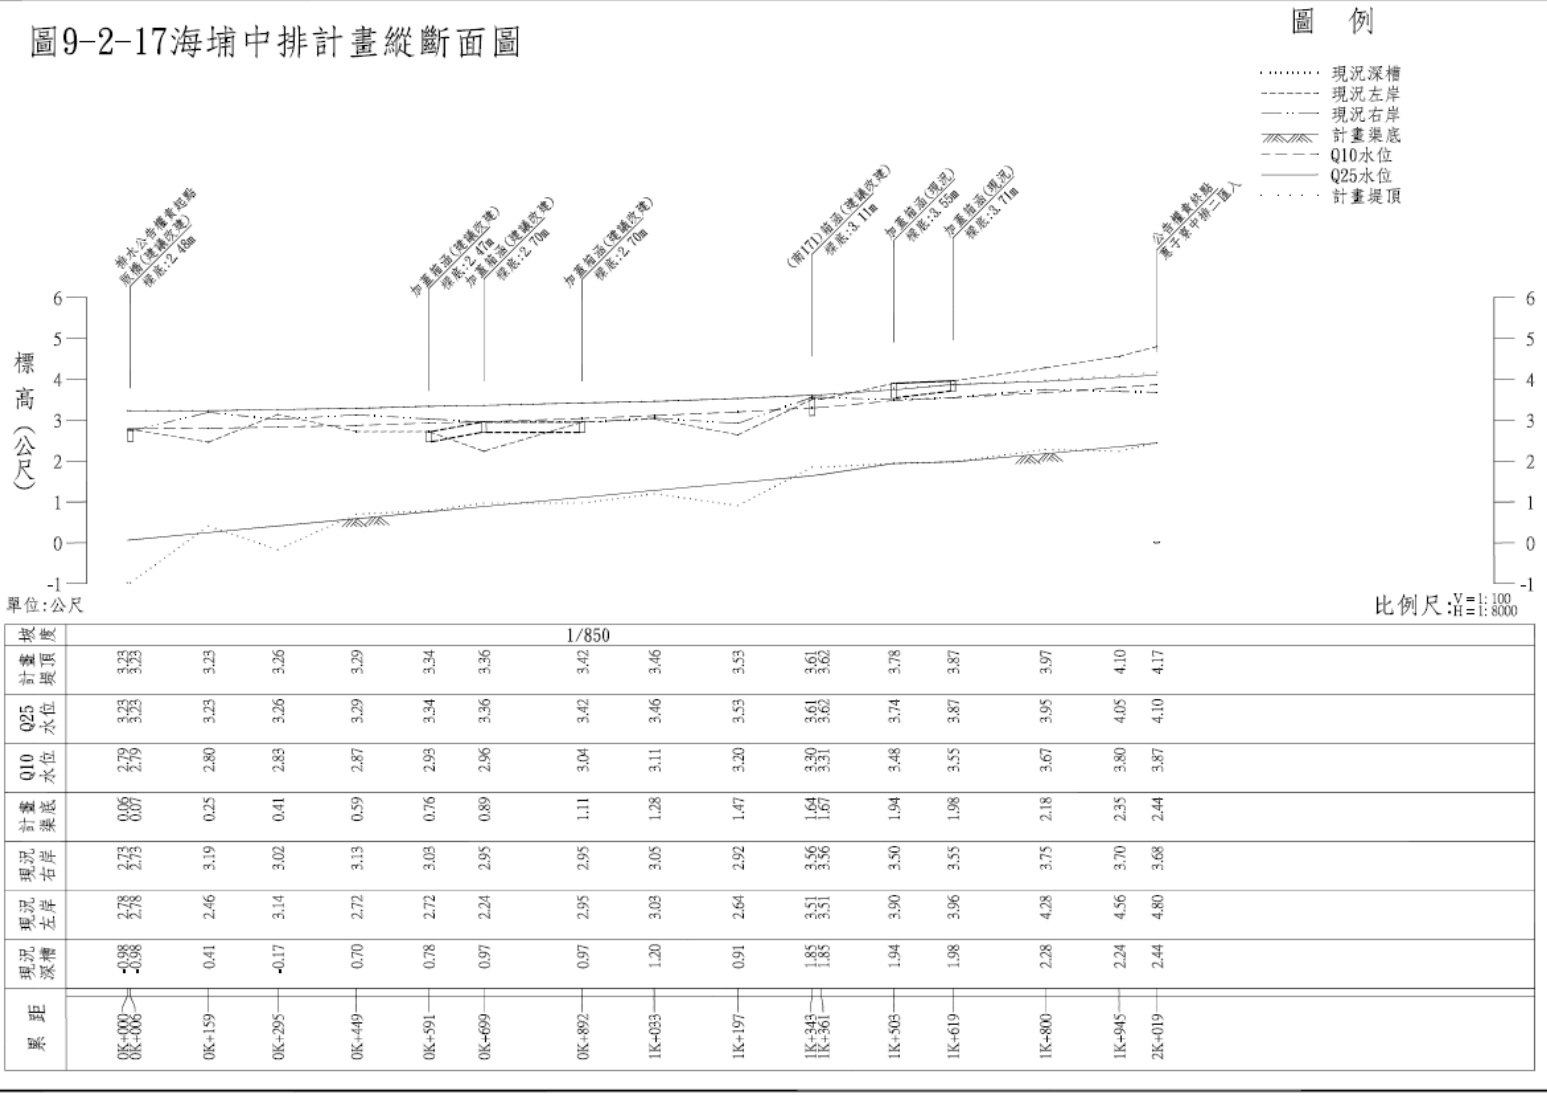 圖9-2-17海埔中排計畫縱斷面圖
圖 例
現況深槽
現況左岸
現況右岸
計畫渠底
Q10水位
Q25水位
計畫堤頂
排水公告權責起點
版橋(建議改建)
樑底:2.48m
加蓋箱涵(建議改建)
樑底:2.47m
加蓋箱涵(建議改建)
樑底:2.70m
加蓋箱涵(建議改建)
樑底:2.70m
(南171)箱涵(建議改建)
樑底:3.11m
加蓋箱涵(現況)
樑底:3.55m
加蓋箱涵(現況)
樑底:3.71m
公告權責終點
蔥子寮中排二匯入
標高(公尺)
6
5
4
3
2
1
0
-1
6
5
4
3
2
1
0
-1
單位:公尺
比例尺:V=1:100
H=1:8000
坡度 1/850
計畫堤頂 3.23 3.23 3.23 3.26 3.29 3.34 3.36 3.42 3.46 3.53 3.61 3.62 3.78 3.87 3.97 4.10 4.17
Q25水位 3.23 3.23 3.23 3.26 3.29 3.34 3.36 3.42 3.46 3.53 3.61 3.62 3.74 3.87 3.95 4.05 4.10
Q10水位 2.79 2.79 2.80 2.83 2.87 2.93 2.96 3.04 3.11 3.20 3.30 3.31 3.48 3.55 3.67 3.80 3.87
計畫渠底 0.06 0.07 0.25 0.41 0.59 0.76 0.89 1.11 1.28 1.47 1.64 1.67 1.94 1.98 2.18 2.35 2.44
現況右岸 2.73 2.73 3.19 3.02 3.13 3.03 2.95 2.95 3.05 2.92 3.56 3.56 3.50 3.55 3.75 3.70 3.68
現況左岸 2.78 2.78 2.46 3.14 2.72 2.72 2.24 2.95 3.03 2.64 3.51 3.51 3.90 3.96 4.28 4.56 4.80
現況深槽 -0.98 -0.98 0.41 -0.17 0.70 0.78 0.97 0.97 1.20 0.91 1.85 1.85 1.94 1.98 2.28 2.24 2.44
累距 0K+000 0K+006 0K+159 0K+295 0K+449 0K+591 0K+699 0K+892 1K+033 1K+197 1K+343 1K+361 1K+503 1K+619 1K+800 1K+945 2K+019